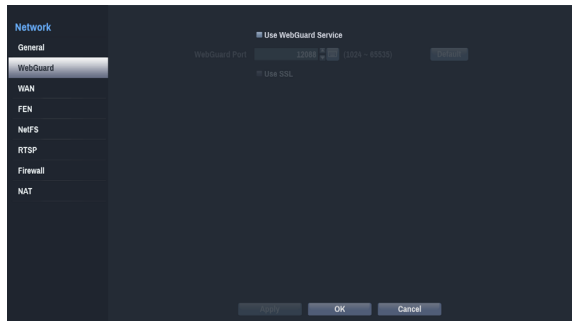 Network
General
WebGuard
WAN
FEN
NetFS
RTSP
Firewall
NAT
Use WebGuard Service
WebGuard Port 12088 (1024 ~ 65535) Default
Use SSL
Apply OK Cancel